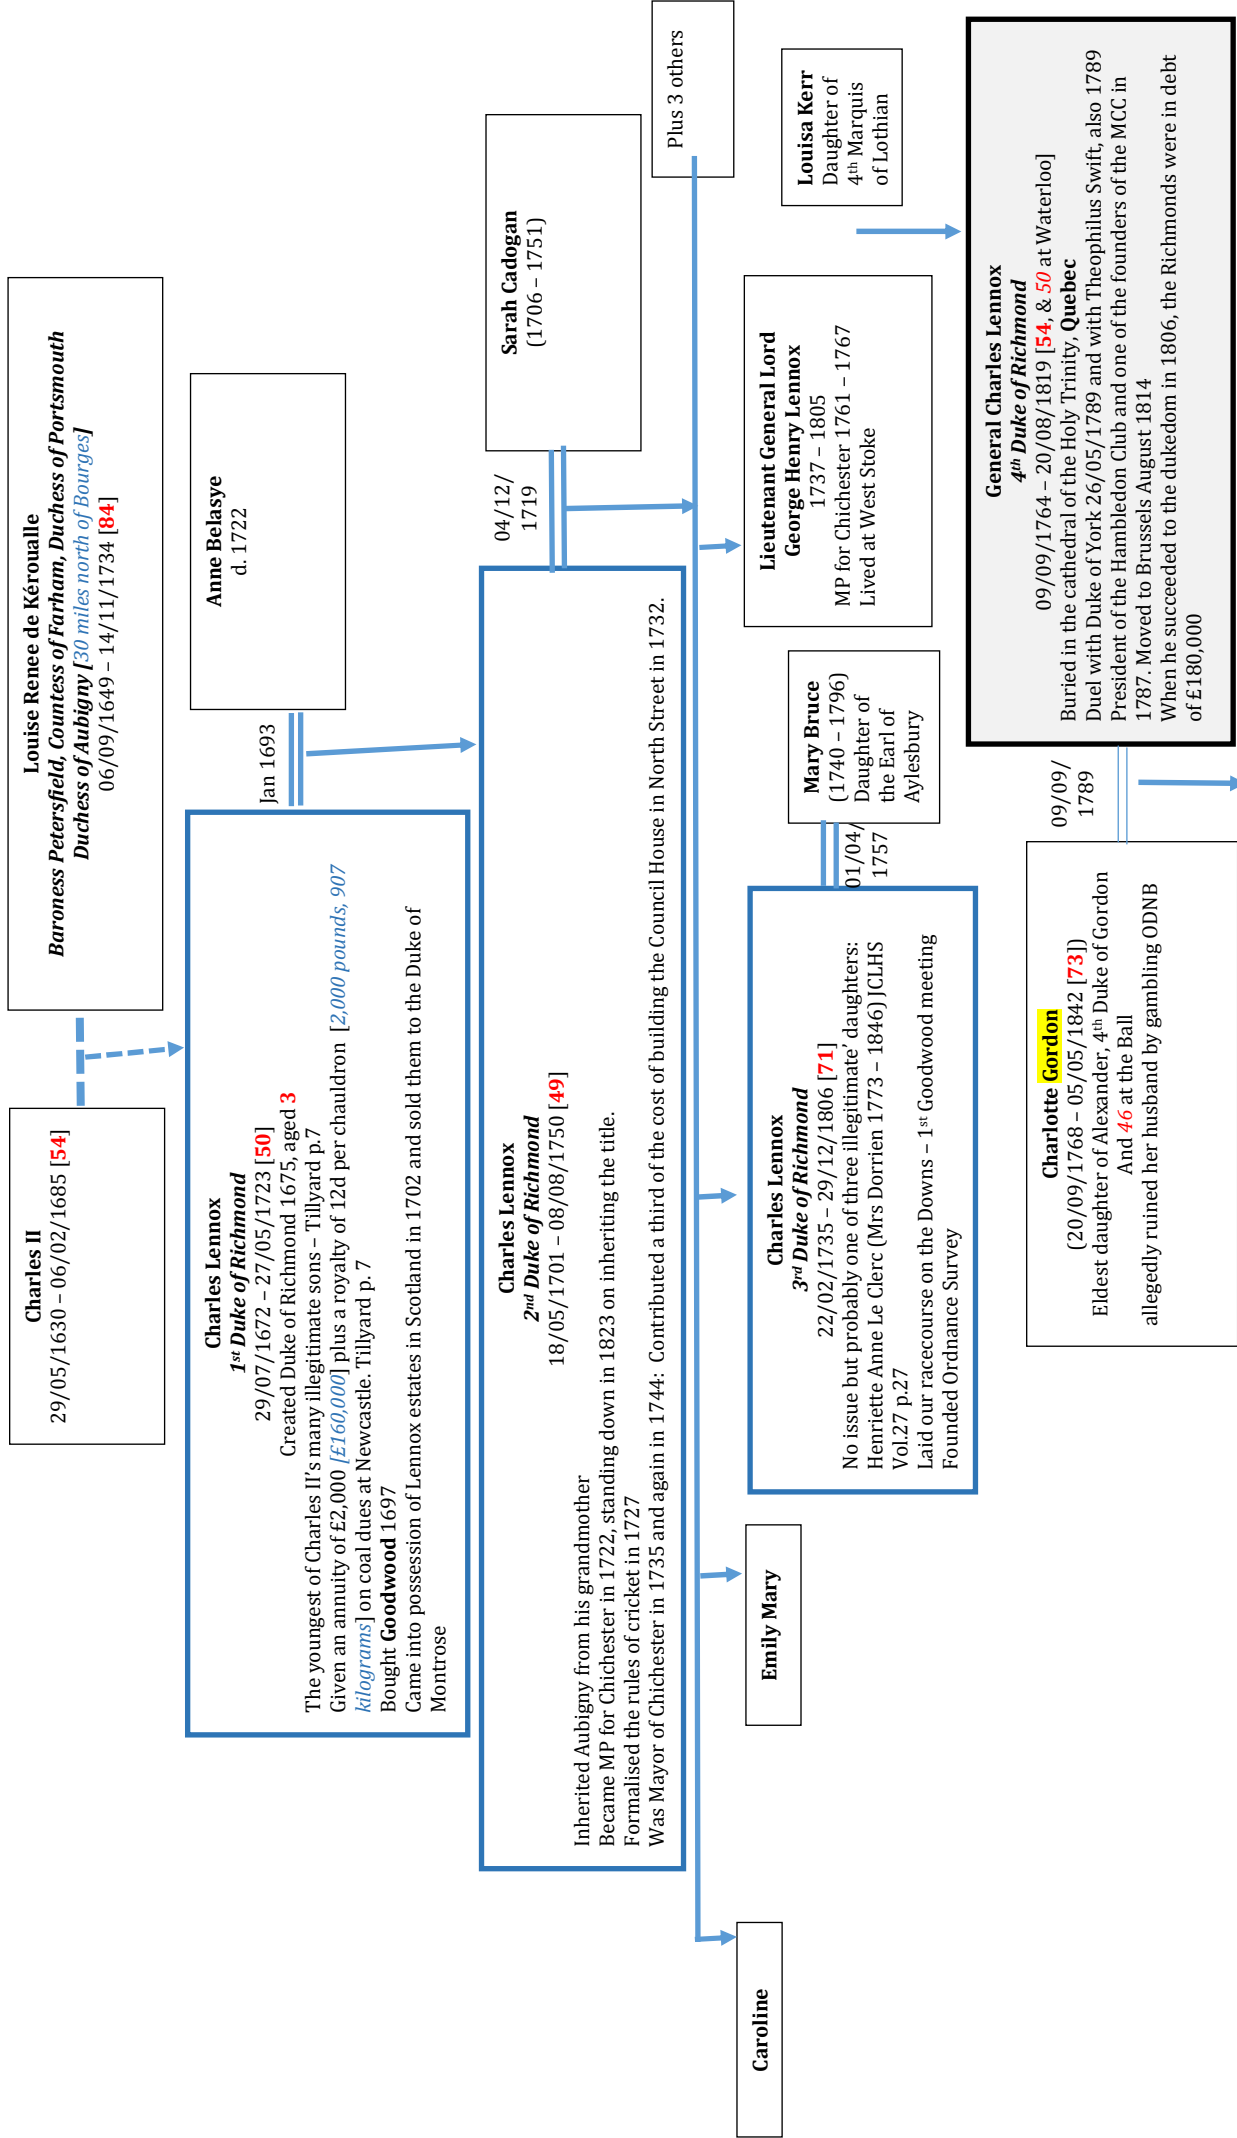 Charles II
29/05/1630 – 06/02/1685 [54]
Louise Renee de Kéroualle
Baroness Petersfield, Countess of Farham, Duchess of Portsmouth
Duchess of Aubigny [30 miles north of Bourges]
06/09/1649 – 14/11/1734 [84]
Charles Lennox
1st Duke of Richmond
29/07/1672 – 27/05/1723 [50]
Created Duke of Richmond 1675, aged 3
The youngest of Charles II's many illegitimate sons – Tillyard p.7
Given an annuity of £2,000 [£160,000] plus a royalty of 12d per chauldron [2,000 pounds, 907
kilograms] on coal dues at Newcastle. Tillyard p. 7
Bought Goodwood 1697
Came into possession of Lennox estates in Scotland in 1702 and sold them to the Duke of
Montrose
Jan 1693
Anne Belasye
d. 1722
Charles Lennox
2nd Duke of Richmond
18/05/1701 – 08/08/1750 [49]
Inherited Aubigny from his grandmother
Became MP for Chichester in 1722, standing down in 1823 on inheriting the title.
Formalised the rules of cricket in 1727
Was Mayor of Chichester in 1735 and again in 1744: Contributed a third of the cost of building the Council House in North Street in 1732.
04/12/
1719
Sarah Cadogan
(1706 – 1751)
Plus 3 others
Caroline
Emily Mary
Charles Lennox
3rd Duke of Richmond
22/02/1735 – 29/12/1806 [71]
No issue but probably one of three illegitimate' daughters:
Henriette Anne Le Clerc (Mrs Dorrien 1773 – 1846) JCLHS
Vol.27 p.27
Laid our racecourse on the Downs – 1st Goodwood meeting
Founded Ordnance Survey
01/04/
1757
Mary Bruce
(1740 – 1796)
Daughter of
the Earl of
Aylesbury
Lieutenant General Lord
George Henry Lennox
1737 – 1805
MP for Chichester 1761 – 1767
Lived at West Stoke
Louisa Kerr
Daughter of
4th Marquis
of Lothian
Charlotte Gordon
(20/09/1768 – 05/05/1842 [73])
Eldest daughter of Alexander, 4th Duke of Gordon
And 46 at the Ball
allegedly ruined her husband by gambling ODNB
09/09/
1789
General Charles Lennox
4th Duke of Richmond
09/09/1764 – 20/08/1819 [54, & 50 at Waterloo]
Buried in the cathedral of the Holy Trinity, Quebec
Duel with Duke of York 26/05/1789 and with Theophilus Swift, also 1789
President of the Hambledon Club and one of the founders of the MCC in
1787. Moved to Brussels August 1814
When he succeeded to the dukedom in 1806, the Richmonds were in debt
of £180,000